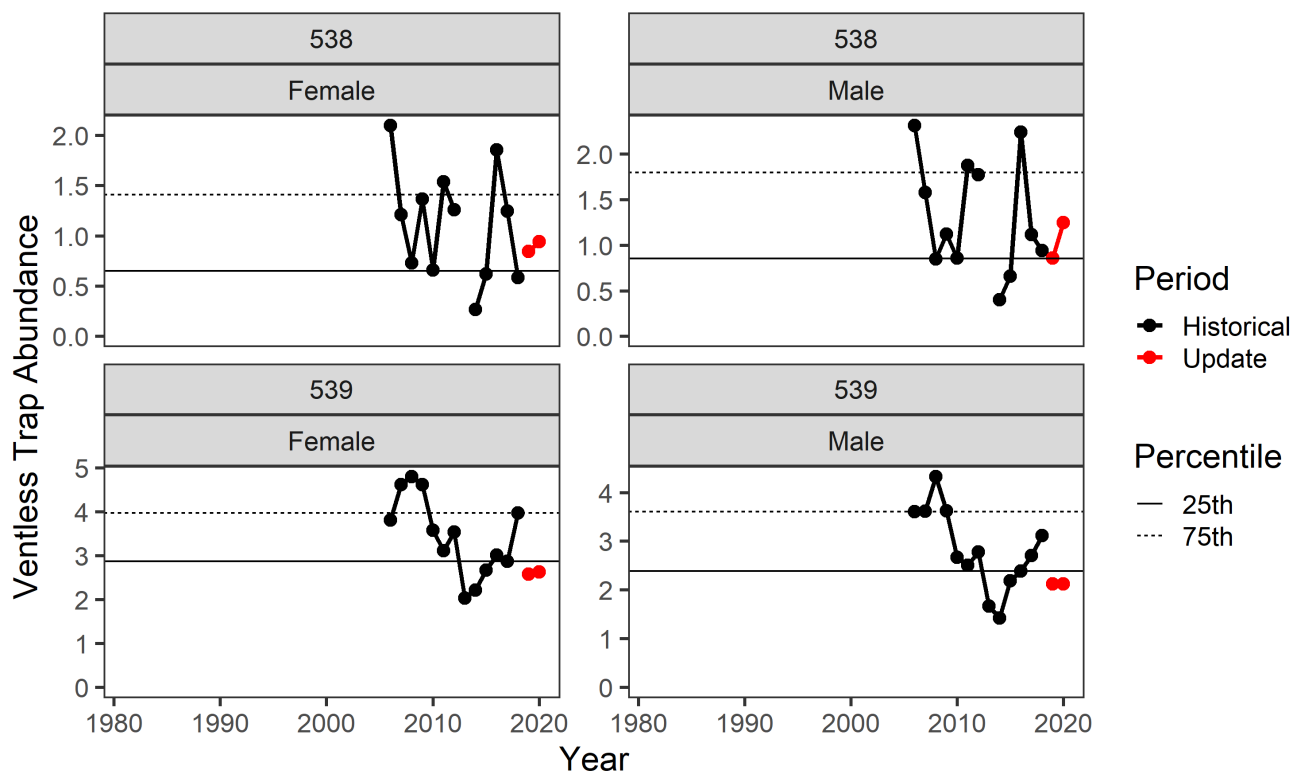 538
Female
2.0
1.5
1.0
0.5
0.0
538
Male
2.0
1.5
1.0
0.5
0.0
539
Female
5
4
3
2
1
0
1980 1990 2000 2010 2020
539
Male
4
3
2
1
0
1980 1990 2000 2010 2020
Ventless Trap Abundance
Year
Period
Historical
Update
Percentile
25th
75th